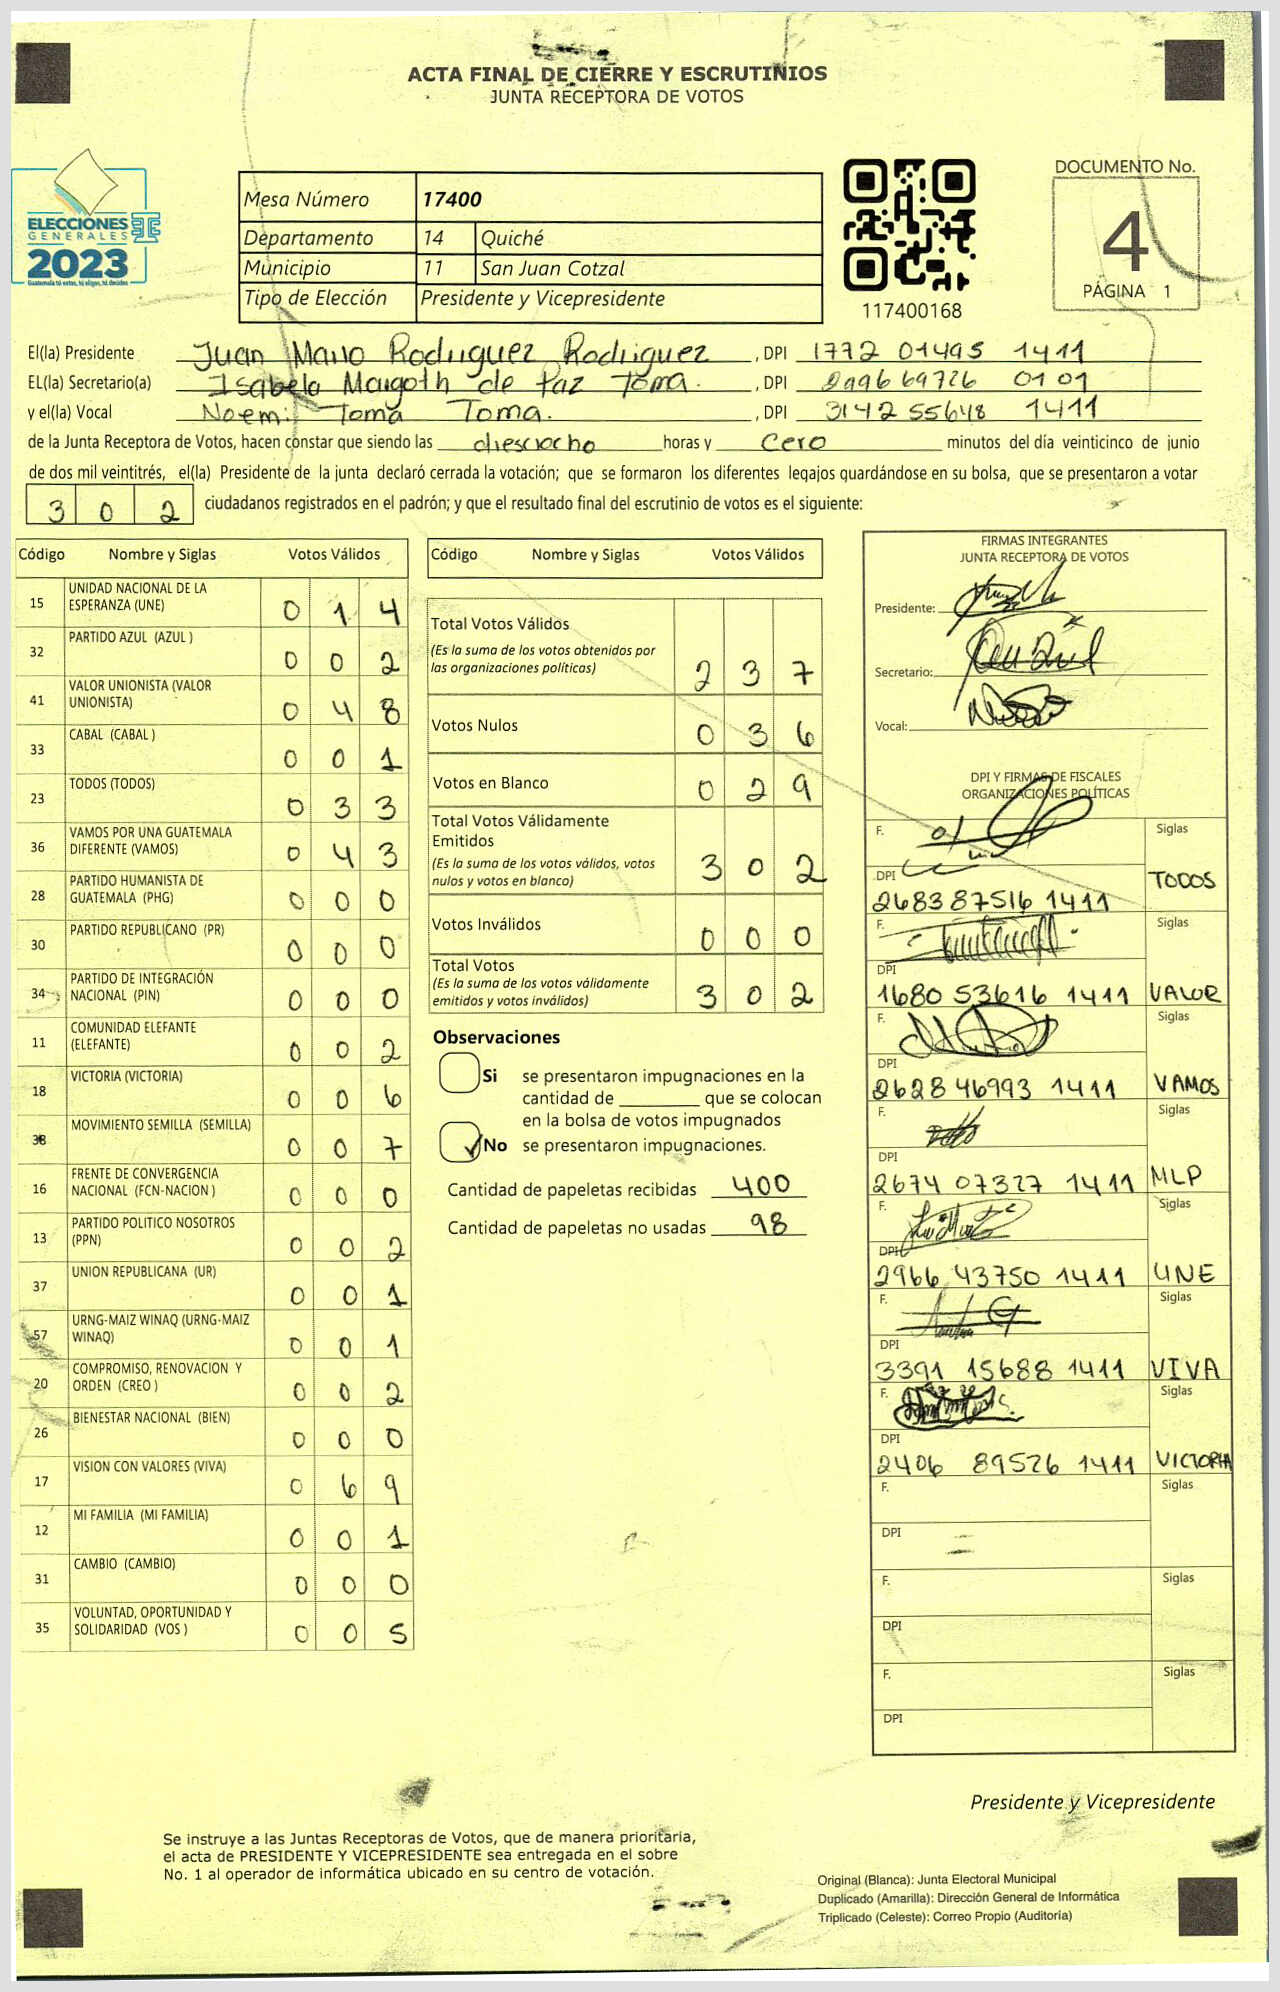 ACTA FINAL DE CIERRE Y ESCRUTINIOS
JUNTA RECEPTORA DE VOTOS
ELECCIONES
GENERALES
2023
Guatemala tú estás, tú eliges, tú decides
Mesa Número 17400
Departamento 14 Quiché
Municipio 11 San Juan Cotzal
Tipo de Elección Presidente y Vicepresidente
117400168
DOCUMENTO No.
4
PÁGINA 1
El(la) Presidente Juan Mario Rodriguez Rodriguez, DPI 1772 01495 1411
EL(la) Secretario(a) Isabela Margoth de Paz Toma., DPI 2996 69726 0101
y el(la) Vocal Noemi Toma Toma., DPI 3142 55648 1411
de la Junta Receptora de Votos, hacen constar que siendo las diesciocho horas y cero minutos del día veinticinco de junio
de dos mil veintitrés, el(la) Presidente de la junta declaró cerrada la votación; que se formaron los diferentes legajos guardándose en su bolsa, que se presentaron a votar
3 0 2 ciudadanos registrados en el padrón; y que el resultado final del escrutinio de votos es el siguiente:
Código Nombre y Siglas Votos Válidos
15 UNIDAD NACIONAL DE LA ESPERANZA (UNE) 0 1 4
32 PARTIDO AZUL (AZUL ) 0 0 2
41 VALOR UNIONISTA (VALOR UNIONISTA) 0 4 8
33 CABAL (CABAL ) 0 0 1
23 TODOS (TODOS) 0 3 3
36 VAMOS POR UNA GUATEMALA DIFERENTE (VAMOS) 0 4 3
28 PARTIDO HUMANISTA DE GUATEMALA (PHG) 0 0 0
30 PARTIDO REPUBLICANO (PR) 0 0 0
34 PARTIDO DE INTEGRACIÓN NACIONAL (PIN) 0 0 0
11 COMUNIDAD ELEFANTE (ELEFANTE) 0 0 2
18 VICTORIA (VICTORIA) 0 0 6
38 MOVIMIENTO SEMILLA (SEMILLA) 0 0 7
16 FRENTE DE CONVERGENCIA NACIONAL (FCN-NACION ) 0 0 0
13 PARTIDO POLITICO NOSOTROS (PPN) 0 0 2
37 UNION REPUBLICANA (UR) 0 0 1
57 URNG-MAIZ WINAQ (URNG-MAIZ WINAQ) 0 0 1
20 COMPROMISO, RENOVACION Y ORDEN (CREO ) 0 0 2
26 BIENESTAR NACIONAL (BIEN) 0 0 0
17 VISION CON VALORES (VIVA) 0 6 9
12 MI FAMILIA (MI FAMILIA) 0 0 1
31 CAMBIO (CAMBIO) 0 0 0
35 VOLUNTAD, OPORTUNIDAD Y SOLIDARIDAD (VOS ) 0 0 5
Código Nombre y Siglas Votos Válidos
Total Votos Válidos 2 3 7
(Es la suma de los votos obtenidos por
las organizaciones políticas)
Votos Nulos 0 3 6
Votos en Blanco 0 2 9
Total Votos Válidamente
Emitidos 3 0 2
(Es la suma de los votos válidos, votos
nulos y votos en blanco)
Votos Inválidos 0 0 0
Total Votos 3 0 2
(Es la suma de los votos válidamente
emitidos y votos inválidos)
Observaciones
Si se presentaron impugnaciones en la
cantidad de ________ que se colocan
en la bolsa de votos impugnados
No se presentaron impugnaciones.
Cantidad de papeletas recibidas 400
Cantidad de papeletas no usadas 98
FIRMAS INTEGRANTES
JUNTA RECEPTORA DE VOTOS
Presidente:
Secretario:
Vocal:
DPI Y FIRMAS DE FISCALES
ORGANIZACIONES POLÍTICAS
F. Siglas
DPI TODOS
2683 87516 1411
F. Siglas
DPI
1680 53616 1411 VALOR
F. Siglas
DPI
2628 46993 1411 VAMOS
F. Siglas
DPI
2674 07327 1411 MLP
F. Siglas
DPI
2966 43750 1411 UNE
F. Siglas
DPI
3391 15688 1411 VIVA
F. Siglas
DPI
2406 89526 1411 VICTORIA
F. Siglas
DPI
F. Siglas
DPI
F. Siglas
DPI
Presidente y Vicepresidente
Se instruye a las Juntas Receptoras de Votos, que de manera prioritaria,
el acta de PRESIDENTE Y VICEPRESIDENTE sea entregada en el sobre
No. 1 al operador de informática ubicado en su centro de votación.
Original (Blanca): Junta Electoral Municipal
Duplicado (Amarilla): Dirección General de Informática
Triplicado (Celeste): Correo Propio (Auditoría)